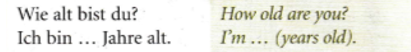 Wie alt bist du? How old are you?
Ich bin … Jahre alt. I'm … (years old).